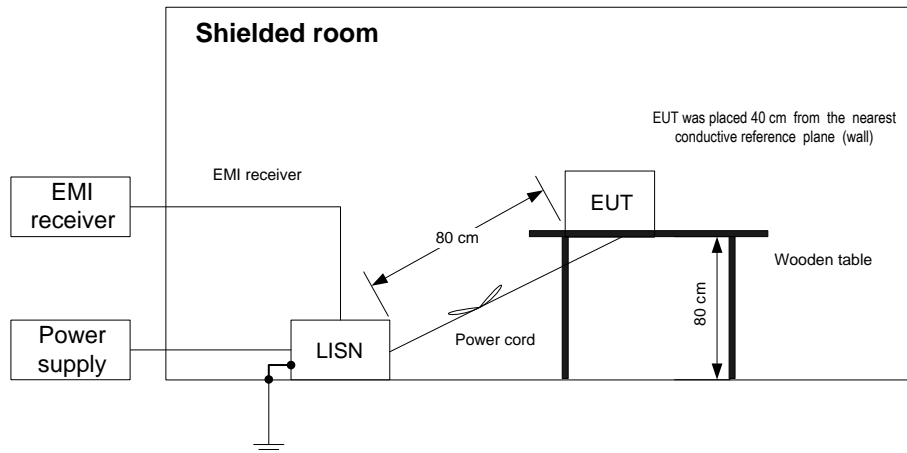 Shielded room
EUT was placed 40 cm from the nearest
conductive reference plane (wall)
EMI receiver
EMI
receiver
EUT
80 cm
Wooden table
80 cm
Power cord
Power
supply
LISN